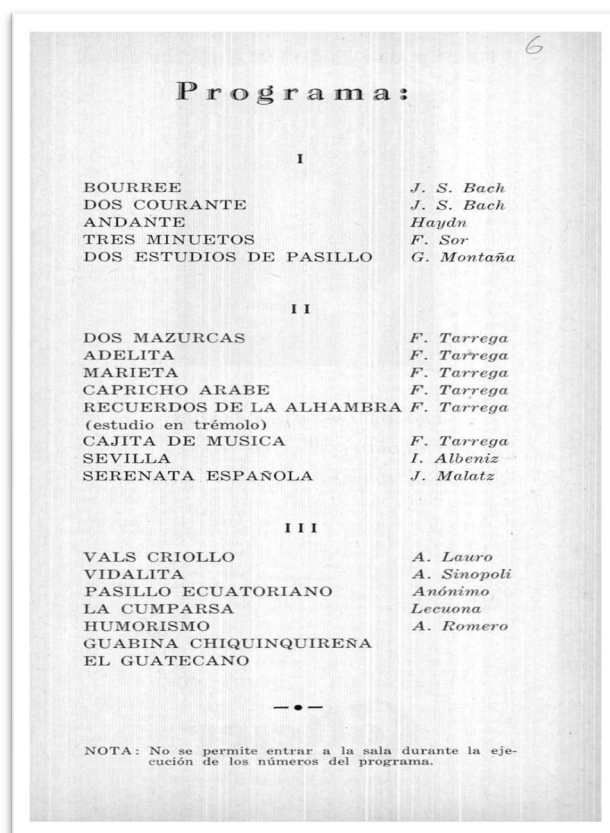 6
Programa:
I
BOURREE J. S. Bach
DOS COURANTE J. S. Bach
ANDANTE Haydn
TRES MINUETOS F. Sor
DOS ESTUDIOS DE PASILLO G. Montaña
II
DOS MAZURCAS F. Tarrega
ADELITA F. Tarrega
MARIETA F. Tarrega
CAPRICHO ARABE F. Tarrega
RECUERDOS DE LA ALHAMBRA F. Tarrega
(estudio en trémolo)
CAJITA DE MUSICA F. Tarrega
SEVILLA I. Albeniz
SERENATA ESPAÑOLA J. Malatz
III
VALS CRIOLLO A. Lauro
VIDALITA A. Sinopoli
PASILLO ECUATORIANO Anónimo
LA CUMPARSA Lecuona
HUMORISMO A. Romero
GUABINA CHIQUINQUIREÑA
EL GUATECANO
NOTA: No se permite entrar a la sala durante la eje-
cución de los números del programa.